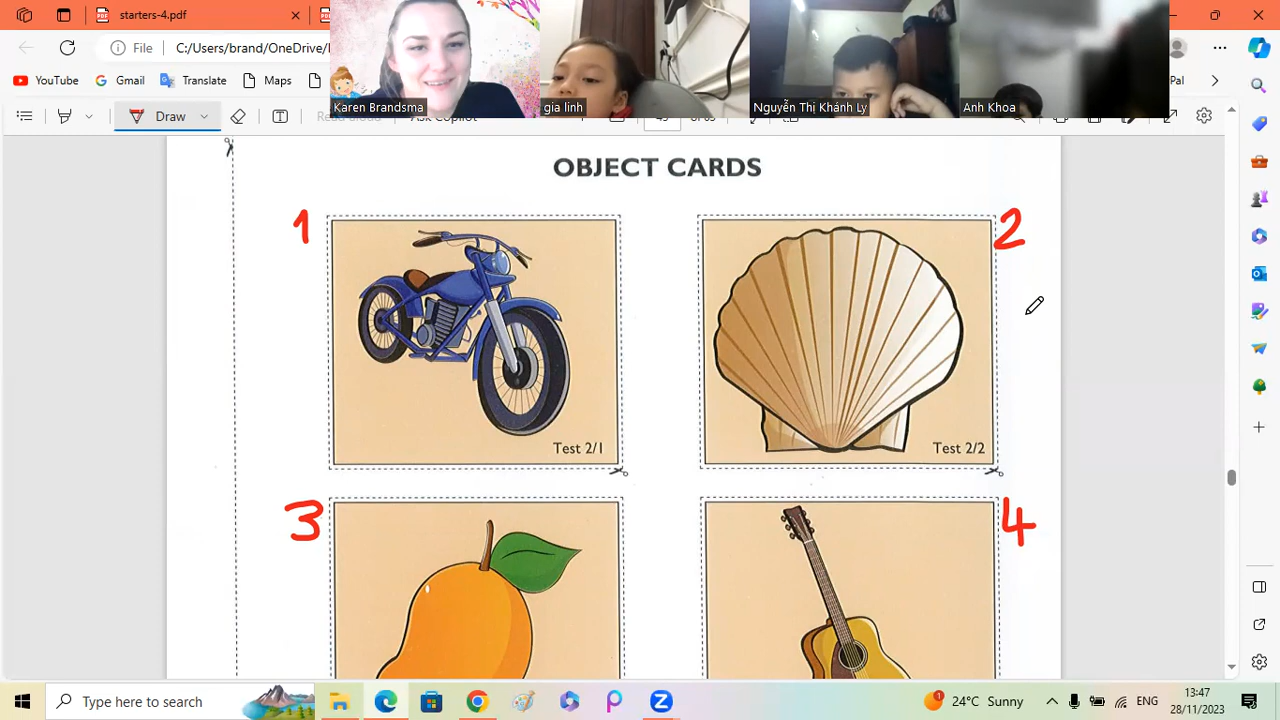 starters-4.pdf
File
C:/Users/brand/OneDrive/
YouTube
Gmail
Translate
Maps
Pal
Karen Brandsma
gia linh
Nguyễn Thị Khánh Ly
Anh Khoa
Draw
OBJECT CARDS
1
2
Test 2/1
Test 2/2
3
4
Type here to search
24°C Sunny
ENG
13:47
28/11/2023